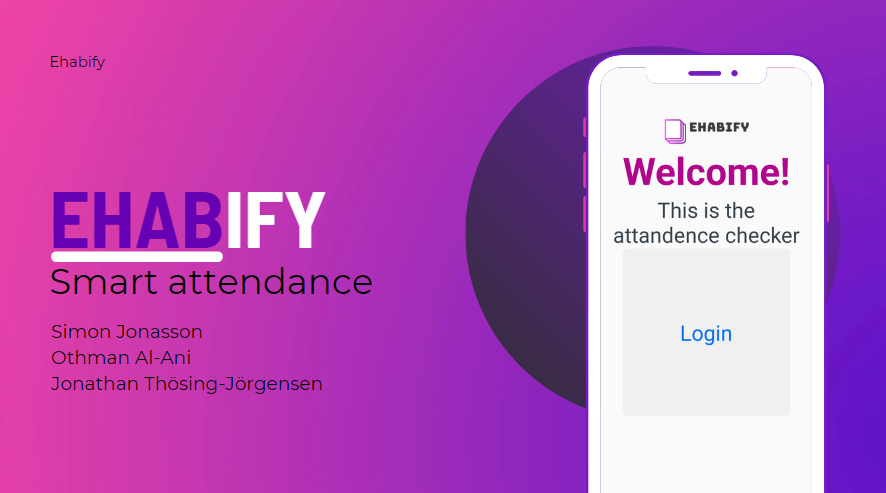 Ehabify
EHABIFY
Smart attendance
Simon Jonasson
Othman Al-Ani
Jonathan Thösing-Jörgensen
EHABIFY
Welcome!
This is the
attandence checker
Login